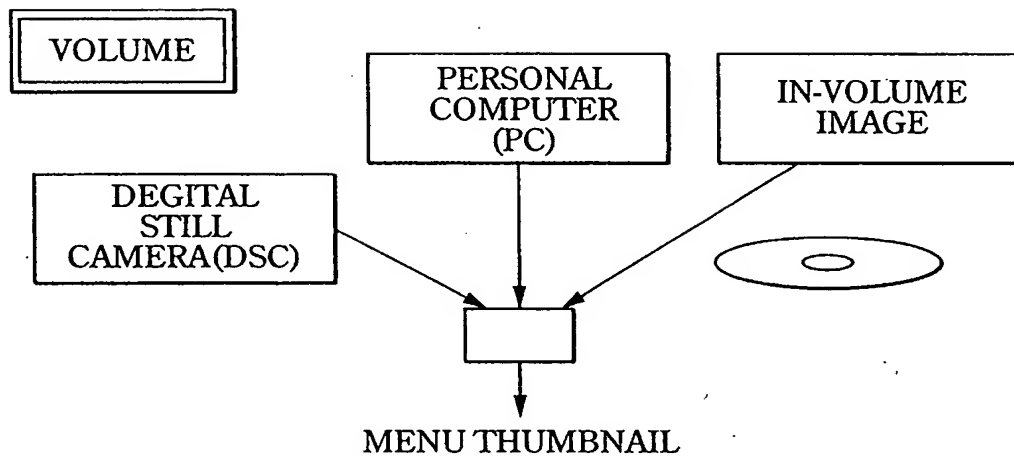 VOLUME
PERSONAL
COMPUTER
(PC)
IN-VOLUME
IMAGE
DEGITAL
STILL
CAMERA(DSC)
MENU THUMBNAIL